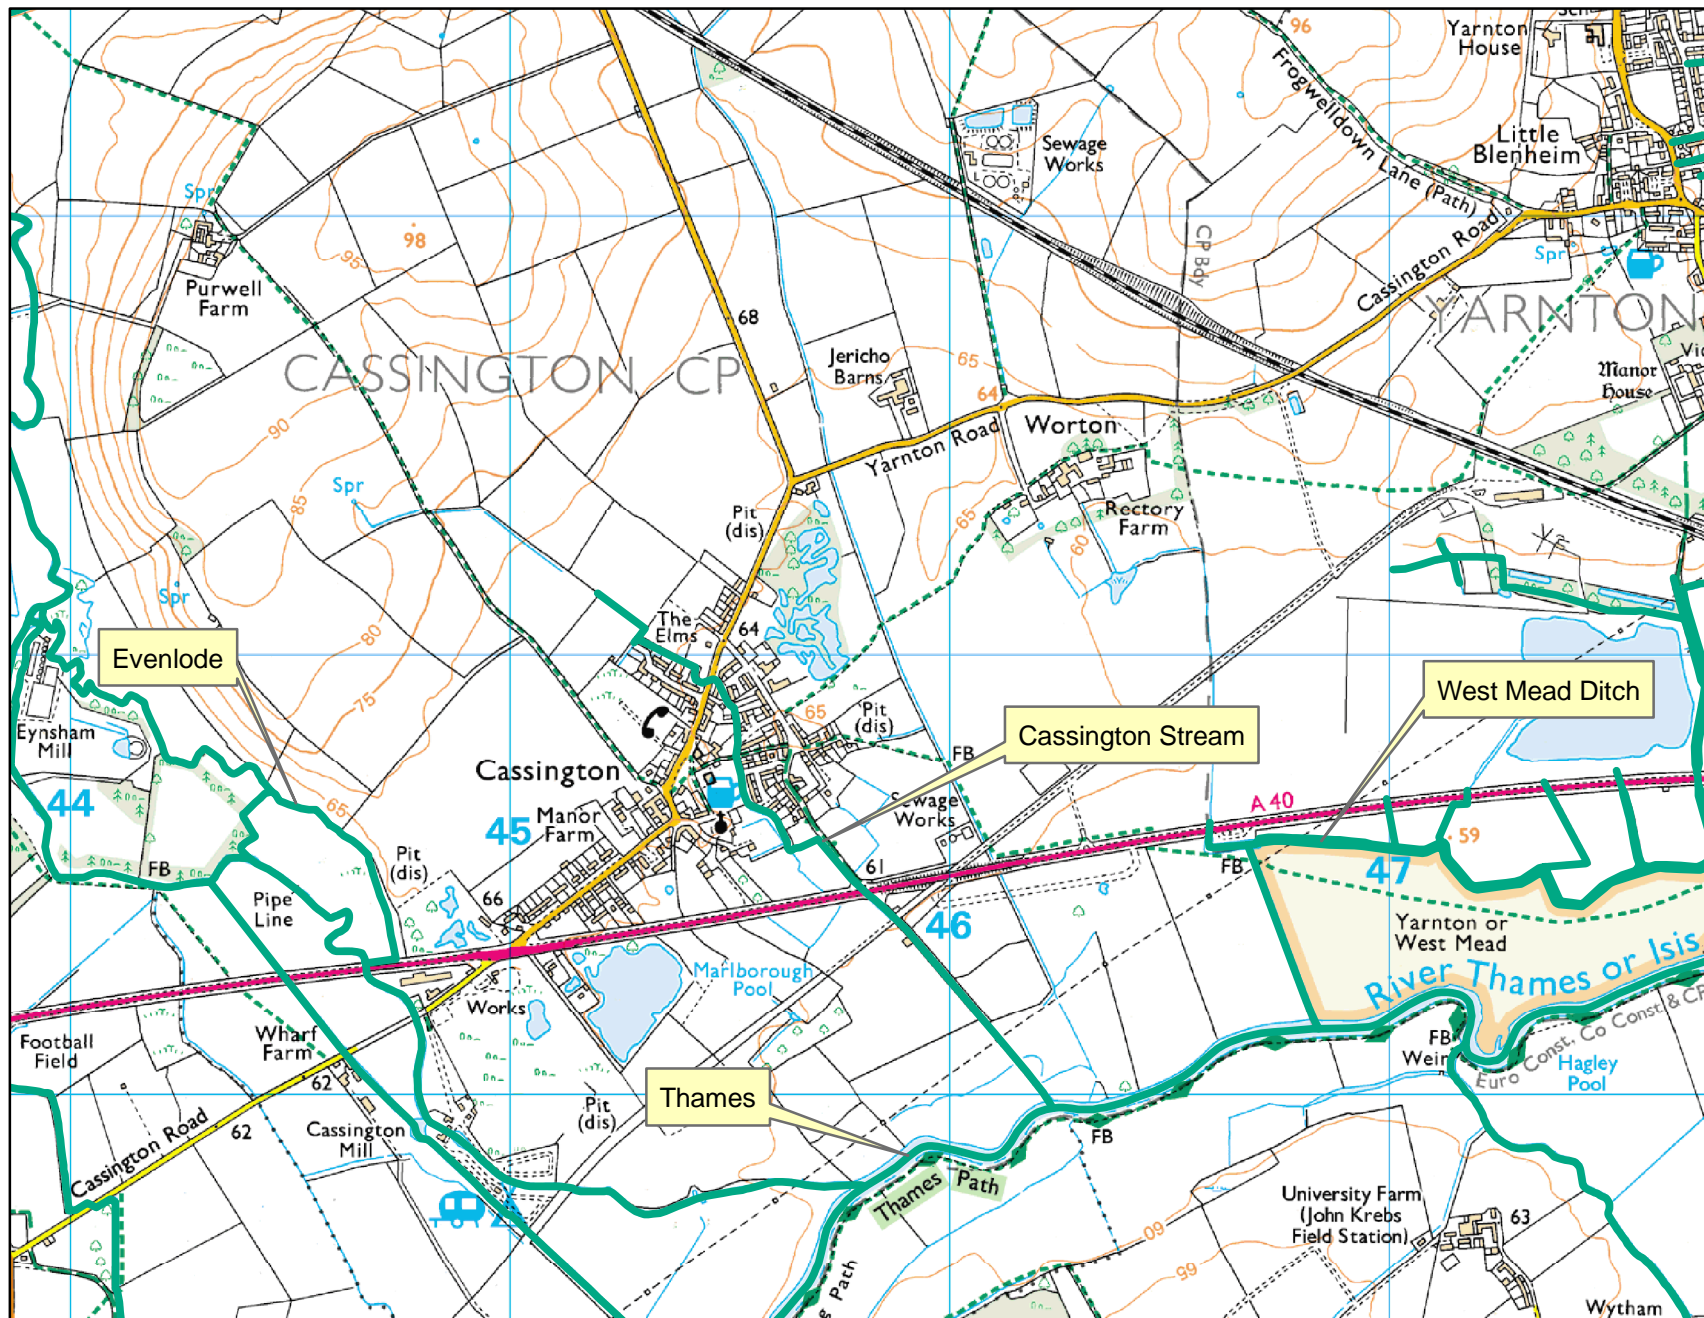 96
Sch
Yarnton
House
Frogwelldown Lane (Path)
Little
Blenheim
Sewage
Works
Spr
98
95
CP Bdy
Cassington Road
Spr
Purwell
Farm
68
YARNTON
CASSINGTON CP
Jericho
Barns
65
64
Vic
Manor
House
Yarnton Road
Worton
90
Spr
85
Pit
(dis)
65
Rectory
Farm
60
Spr
The
Elms
64
80
Evenlode
West Mead Ditch
75
65
Pit
(dis)
Eynsham
Mill
Cassington Stream
FB
Cassington
44
65
45
Manor
Farm
Sewage
Works
A 40
59
Pit
(dis)
FB
61
FB
47
Pipe
Line
66
46
Yarnton or
West Mead
Marlborough
Pool
River Thames or Isis
Works
Football
Field
Wharf
Farm
FB
Weir
Euro Const, Co Const & CP
Hagley
Pool
62
Thames
Pit
(dis)
62
Cassington
Mill
FB
Cassington Road
Thames Path
University Farm
(John Krebs
Field Station)
63
60
65
Path
Wytham